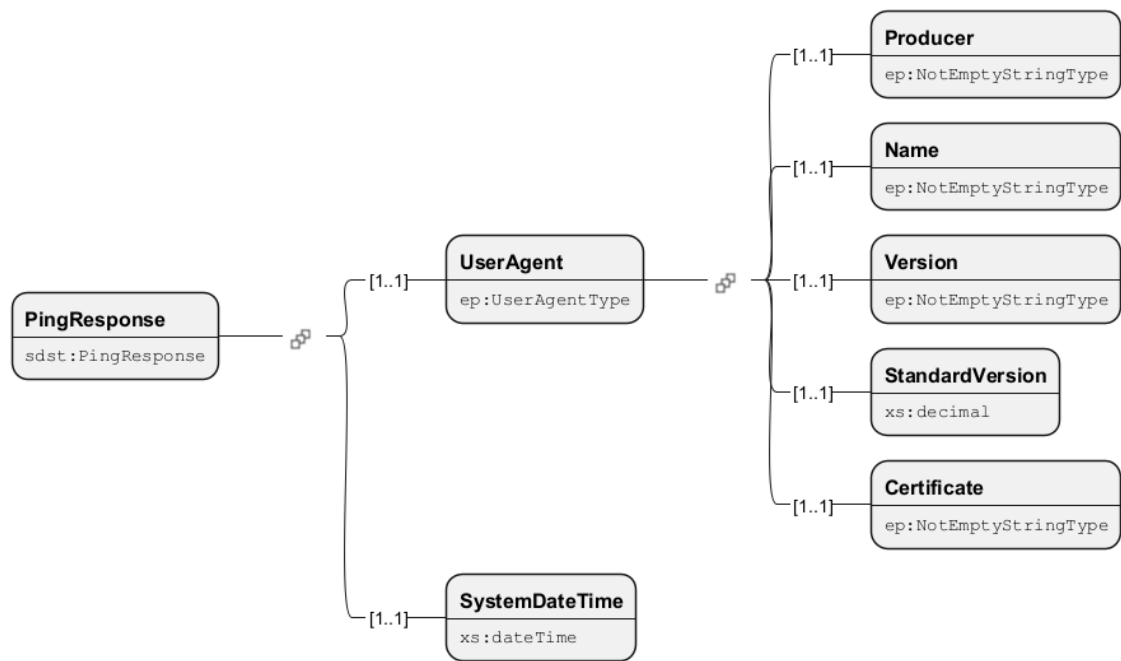 Producer
[1..1]
ep:NotEmptyStringType
Name
[1..1]
ep:NotEmptyStringType
UserAgent
[1..1]
ep:UserAgentType
Version
[1..1]
ep:NotEmptyStringType
PingResponse
sdst:PingResponse
StandardVersion
[1..1]
xs:decimal
Certificate
[1..1]
ep:NotEmptyStringType
SystemDateTime
[1..1]
xs:dateTime